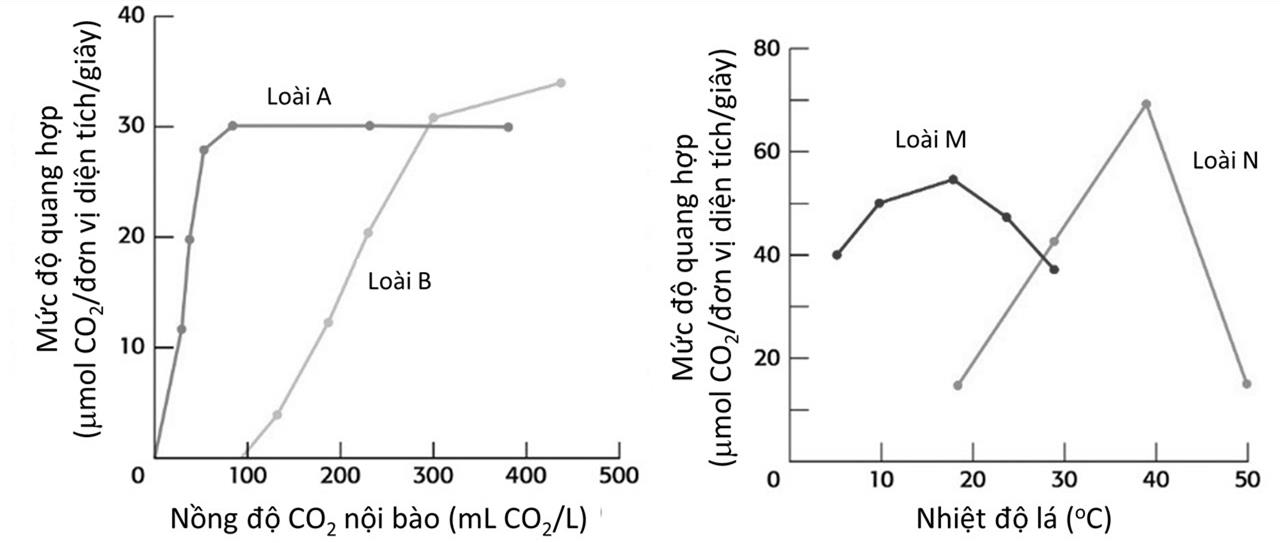 Mức độ quang hợp
(μmol CO₂/đơn vị diện tích/giây)
40
30
20
10
0
100
200
300
400
500
Loài A
Loài B
Nồng độ CO₂ nội bào (mL CO₂/L)
Mức độ quang hợp
(μmol CO₂/đơn vị diện tích/giây)
80
60
40
20
0
10
20
30
40
50
Loài M
Loài N
Nhiệt độ lá (°C)